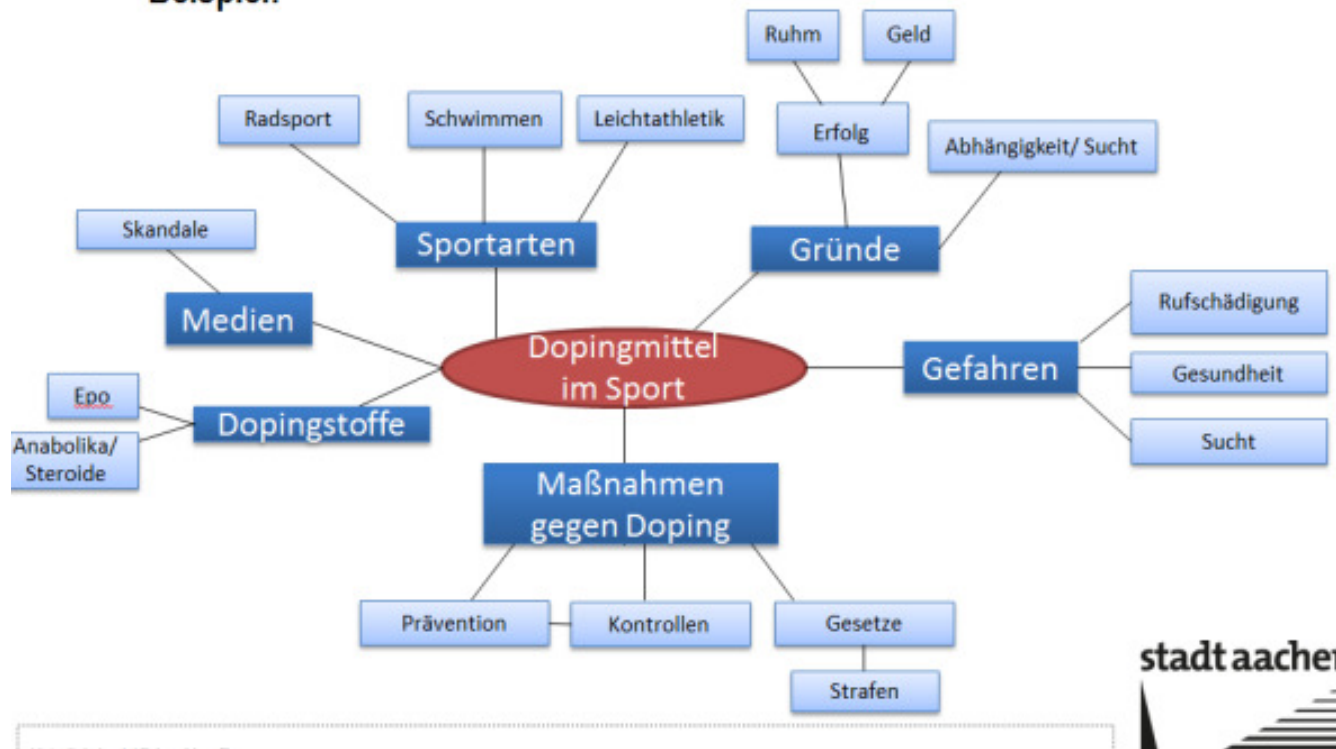 Beispiel:
Ruhm
Geld
Radsport
Schwimmen
Leichtathletik
Erfolg
Abhängigkeit/ Sucht
Skandale
Sportarten
Gründe
Medien
Rufschädigung
Dopingmittel
im Sport
Gefahren
Gesundheit
Epo
Dopingstoffe
Anabolika/
Steroide
Sucht
Maßnahmen
gegen Doping
Prävention
Kontrollen
Gesetze
Strafen
stadt aachen